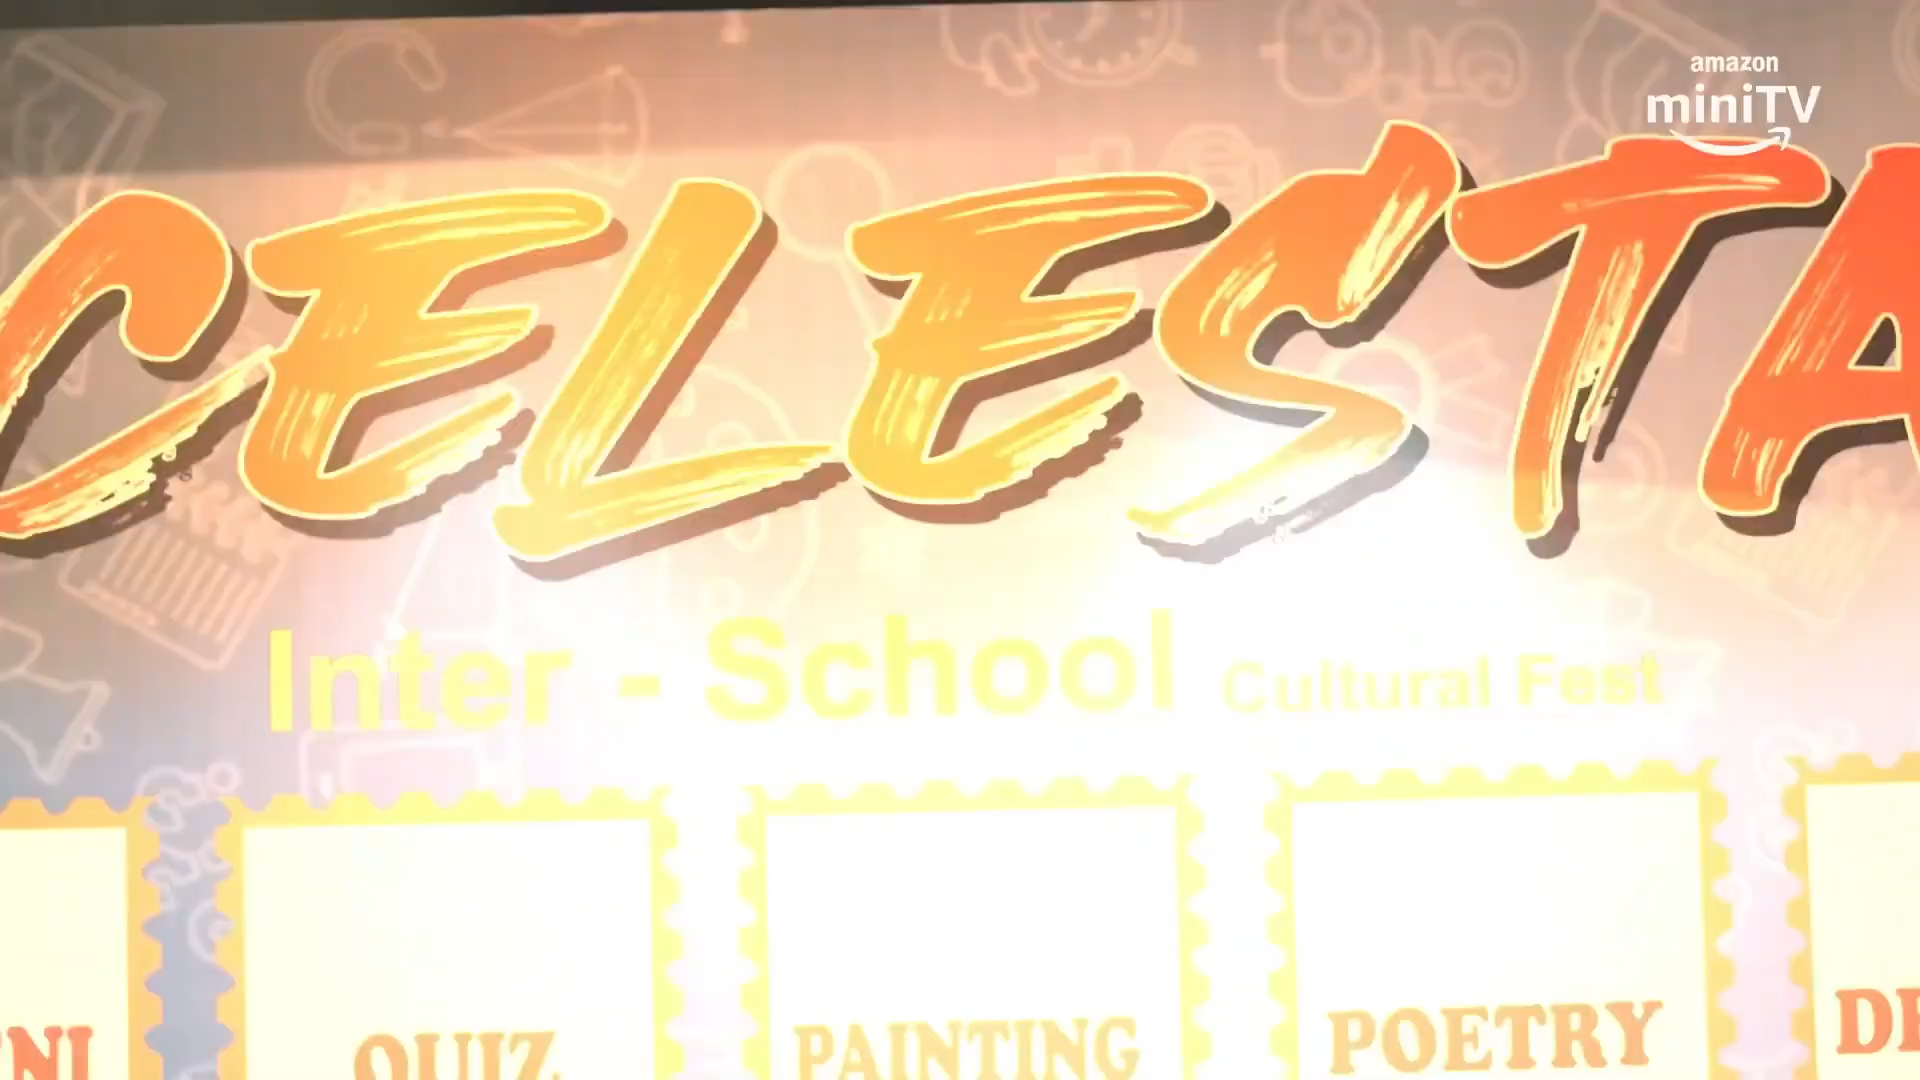 amazon
miniTV
CELESTA
Inter - School Cultural Fest
QUIZ
PAINTING
POETRY